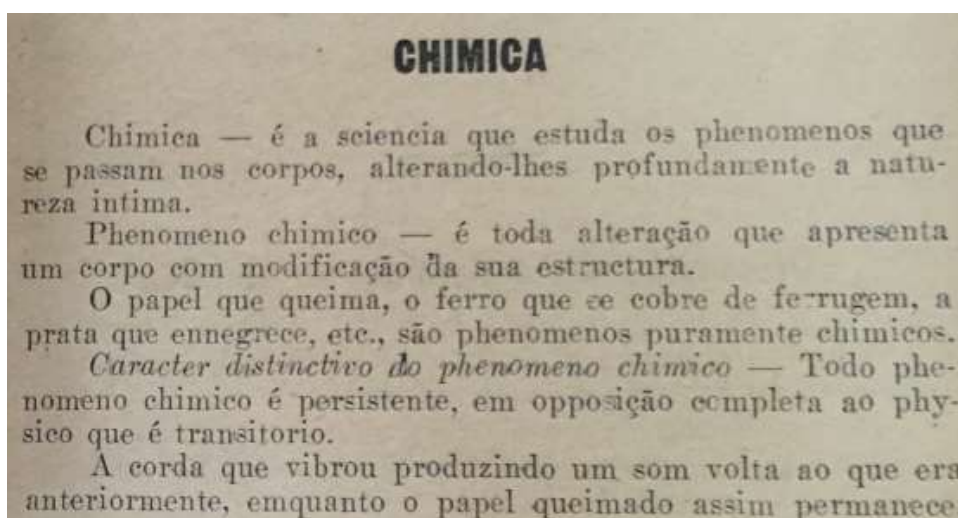 CHIMICA
Chimica — é a sciencia que estuda os phenomenos que
se passam nos corpos, alterando-lhes profundamente a natu-
reza intima.
Phenomeno chimico — é toda alteração que apresenta
um corpo com modificação da sua estructura.
O papel que queima, o ferro que se cobre de ferrugem, a
prata que ennegrece, etc., são phenomenos puramente chimicos.
Caracter distinctivo do phenomeno chimico — Todo phe-
nomeno chimico é persistente, em opposição completa ao phy-
sico que é transitorio.
A corda que vibrou produzindo um som volta ao que era
anteriormente, emquanto o papel queimado assim permanece.